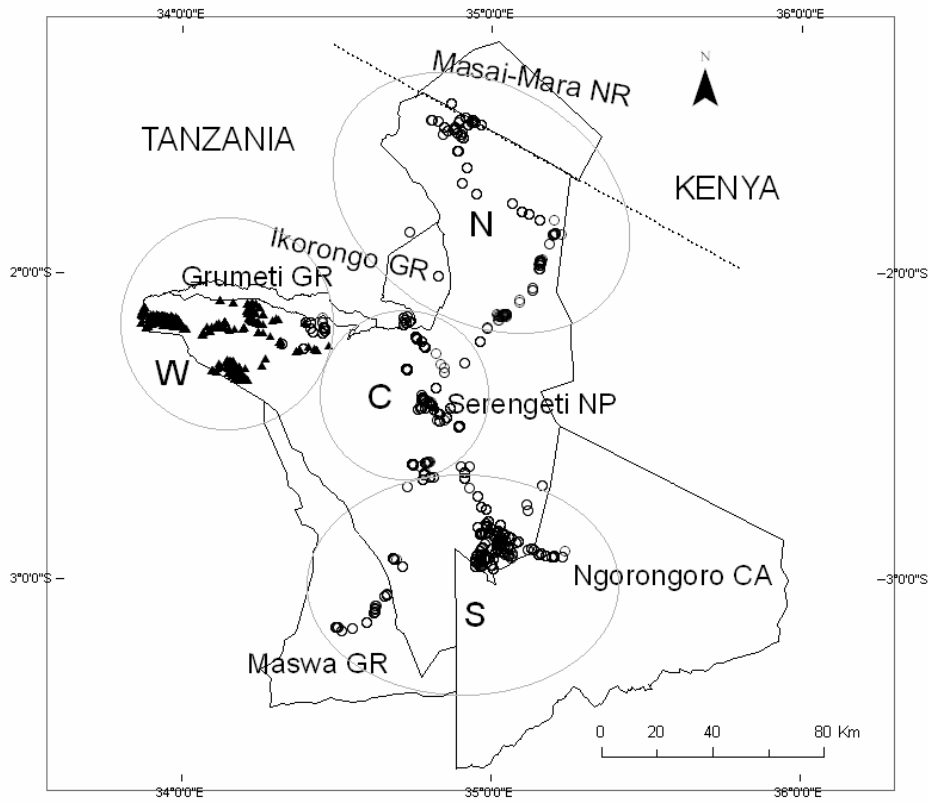 34°0'0"E 35°0'0"E 36°0'0"E
N
Masai-Mara NR
TANZANIA
KENYA
N
Ikorongo GR
2°0'0"S 2°0'0"S
Grumeti GR
W
C
Serengeti NP
3°0'0"S 3°0'0"S
Ngorongoro CA
S
Maswa GR
0 20 40 80 Km
34°0'0"E 35°0'0"E 36°0'0"E